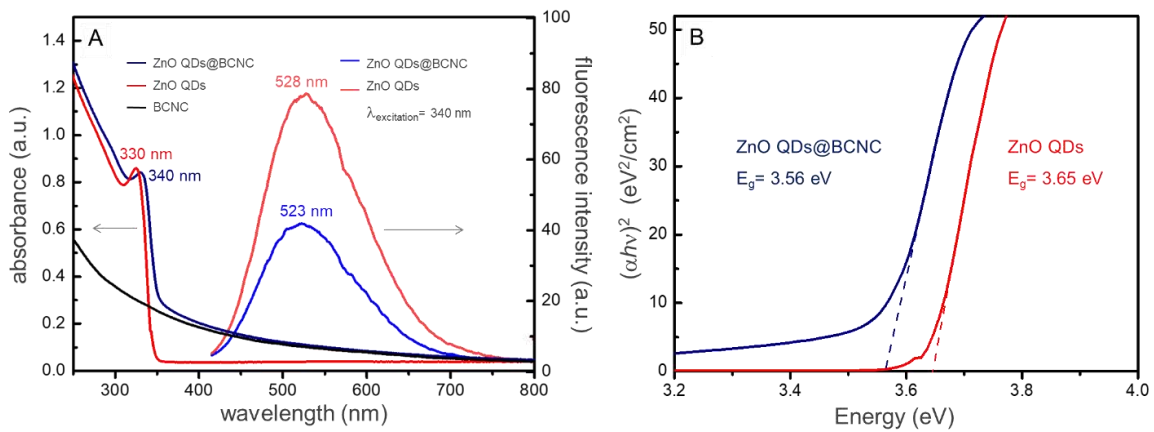 A
ZnO QDs@BCNC
ZnO QDs
BCNC
ZnO QDs@BCNC
ZnO QDs
λexcitation= 340 nm
528 nm
523 nm
330 nm
340 nm
absorbance (a.u.)
1.4
1.2
1.0
0.8
0.6
0.4
0.2
0.0
300
400
500
600
700
800
wavelength (nm)
100
80
60
40
20
0
fluorescence intensity (a.u.)
B
ZnO QDs@BCNC
Eg= 3.56 eV
ZnO QDs
Eg= 3.65 eV
(αhν)2 (eV2/cm2)
50
40
30
20
10
0
3.2
3.4
3.6
3.8
4.0
Energy (eV)